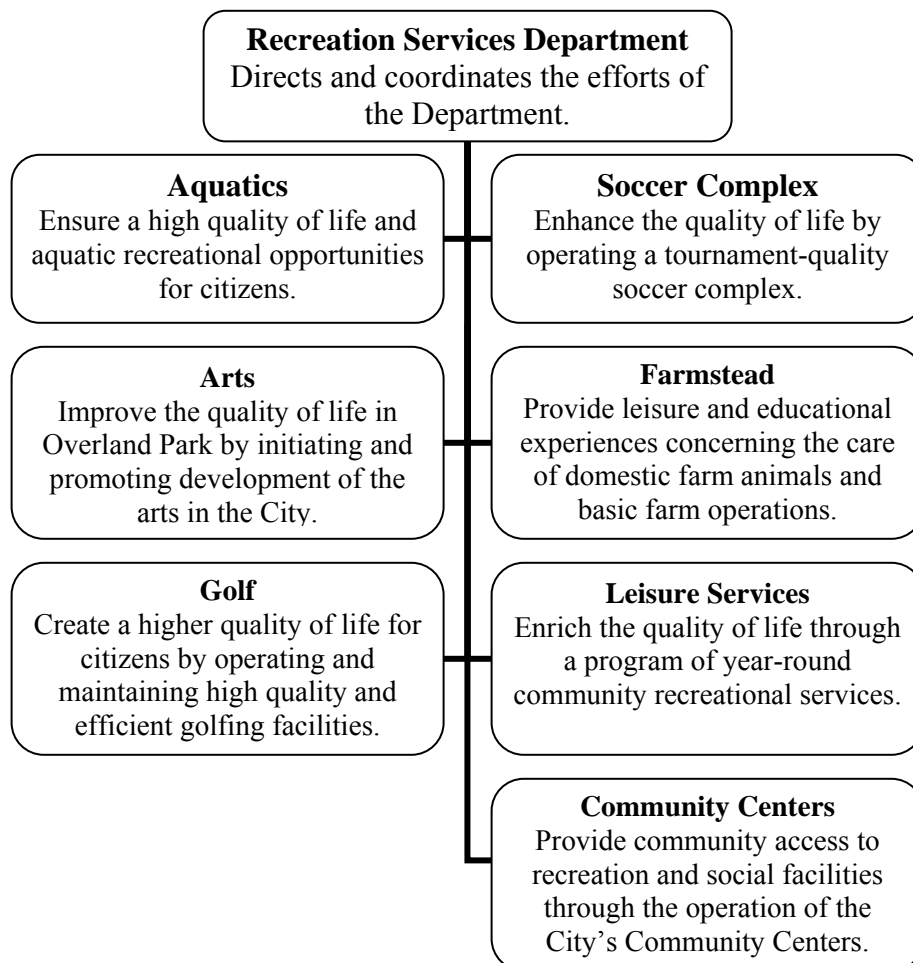 Recreation Services Department
Directs and coordinates the efforts of
the Department.
Aquatics
Ensure a high quality of life and
aquatic recreational opportunities
for citizens.
Soccer Complex
Enhance the quality of life by
operating a tournament-quality
soccer complex.
Arts
Improve the quality of life in
Overland Park by initiating and
promoting development of the
arts in the City.
Farmstead
Provide leisure and educational
experiences concerning the care
of domestic farm animals and
basic farm operations.
Golf
Create a higher quality of life for
citizens by operating and
maintaining high quality and
efficient golfing facilities.
Leisure Services
Enrich the quality of life through
a program of year-round
community recreational services.
Community Centers
Provide community access to
recreation and social facilities
through the operation of the
City’s Community Centers.